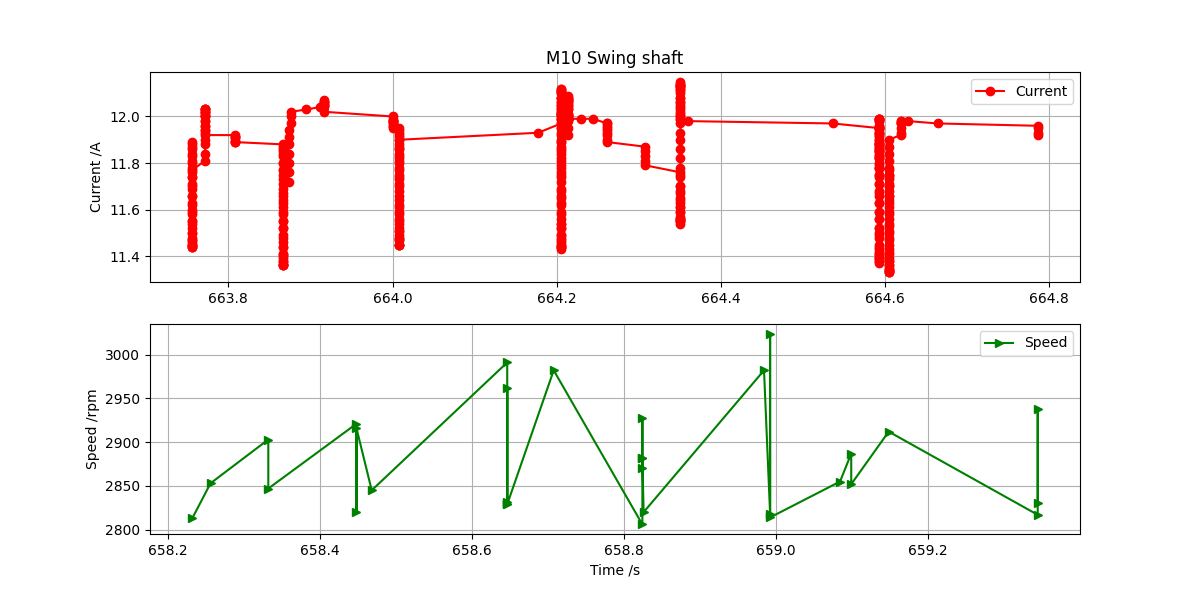 M10 Swing shaft
Current /A
12.0
11.8
11.6
11.4
Current
663.8 664.0 664.2 664.4 664.6 664.8
Speed /rpm
3000
2950
2900
2850
2800
Speed
658.2 658.4 658.6 658.8 659.0 659.2
Time /s